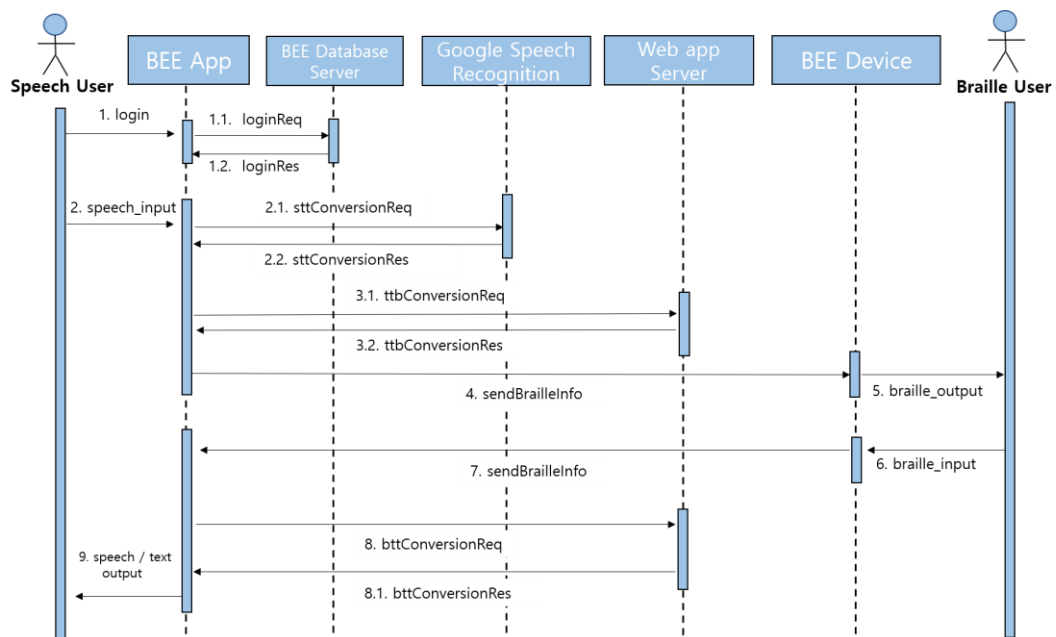 BEE App
BEE Database
Server
Google Speech
Recognition
Web app
Server
BEE Device
Speech User
Braille User
1. login
1.1. loginReq
1.2. loginRes
2. speech_input
2.1. sttConversionReq
2.2. sttConversionRes
3.1. ttbConversionReq
3.2. ttbConversionRes
4. sendBrailleInfo
5. braille_output
6. braille_input
7. sendBrailleInfo
8. bttConversionReq
9. speech / text
output
8.1. bttConversionRes